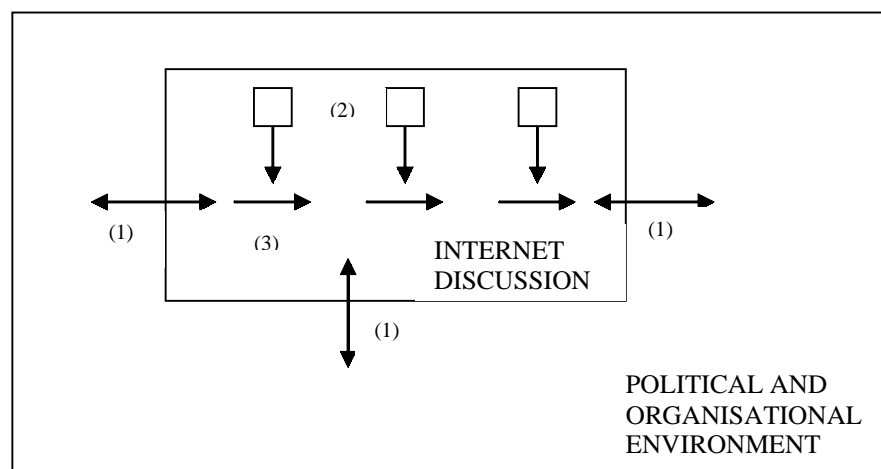 (2)
(1)
(3)
(1)
INTERNET
DISCUSSION
(1)
POLITICAL AND
ORGANISATIONAL
ENVIRONMENT